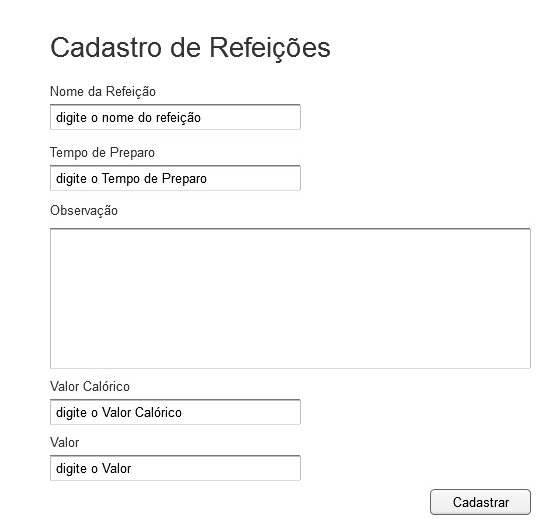 Cadastro de Refeições
Nome da Refeição
digite o nome do refeição
Tempo de Preparo
digite o Tempo de Preparo
Observação
Valor Calórico
digite o Valor Calórico
Valor
digite o Valor
Cadastrar